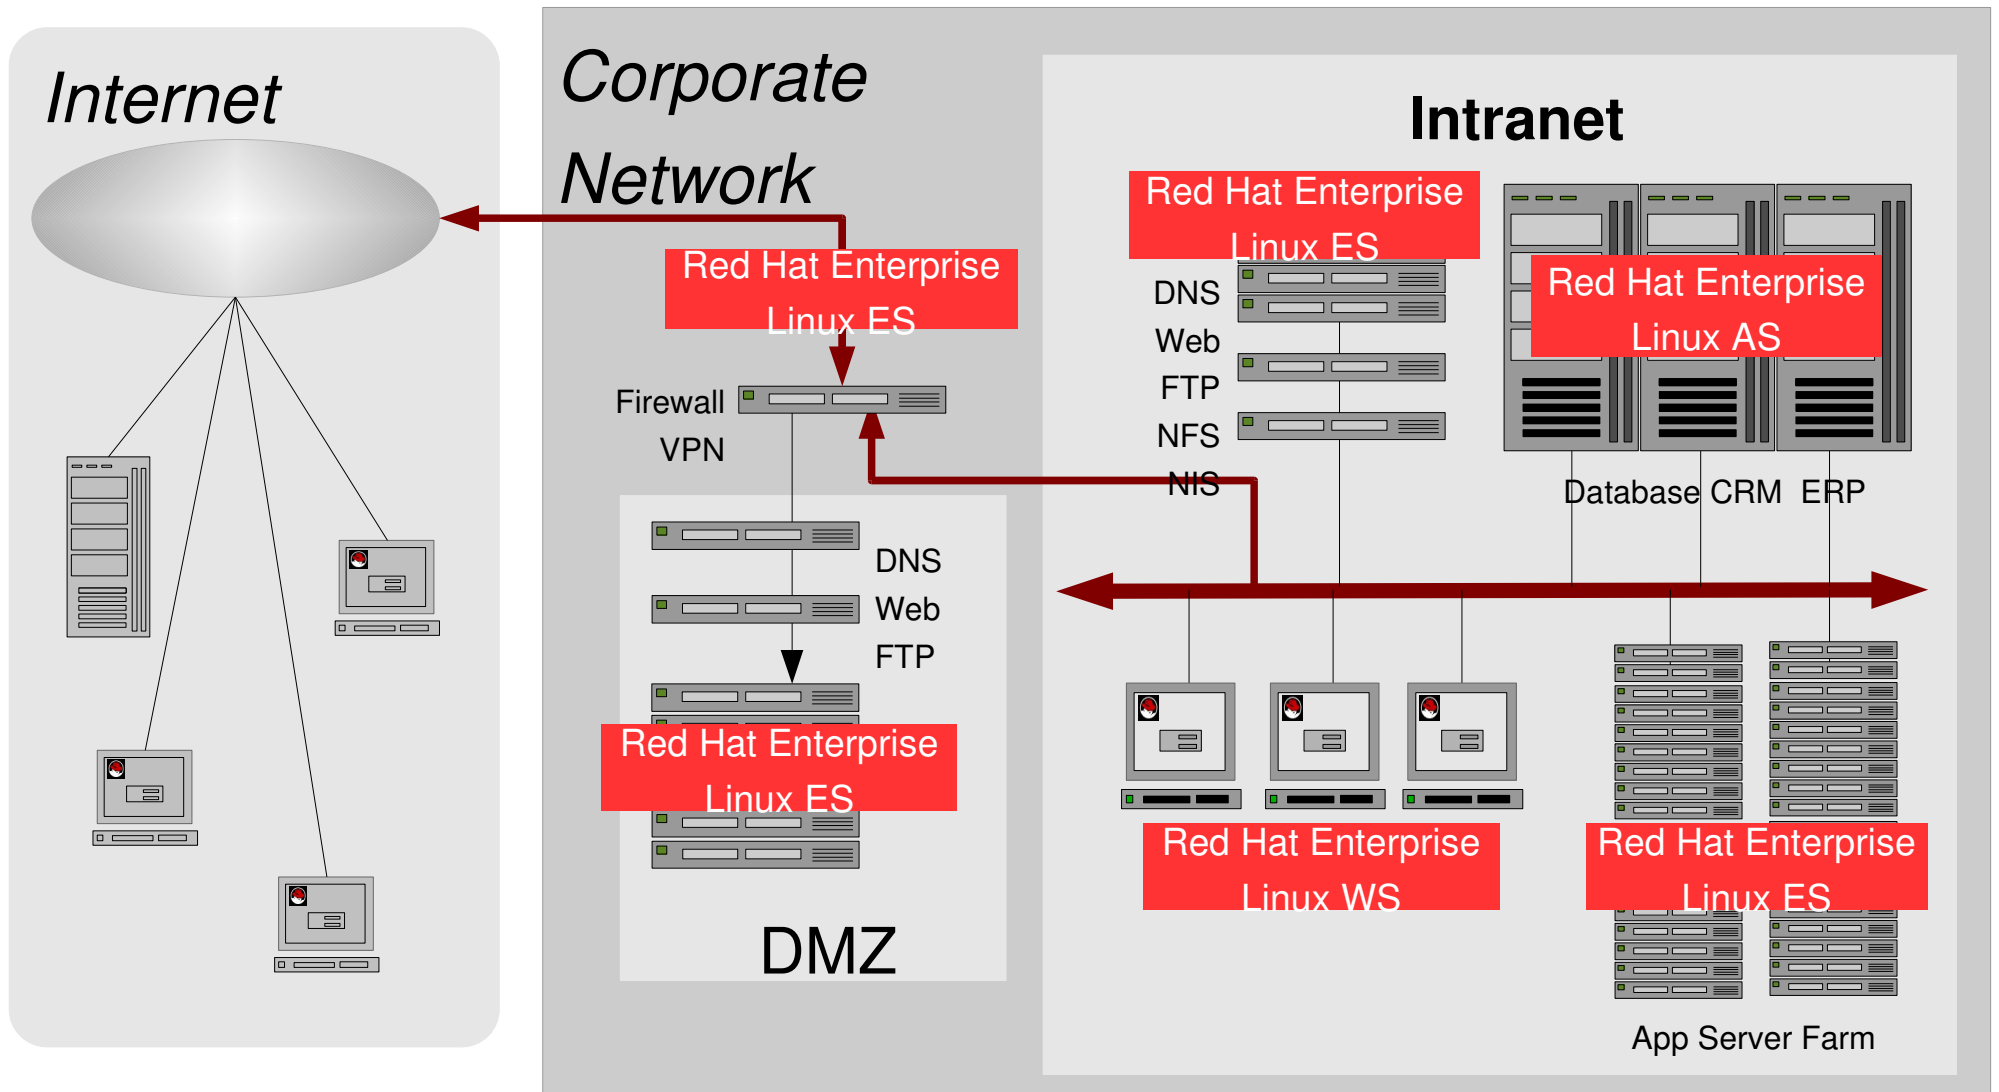 Internet
Corporate
Network
Red Hat Enterprise
Linux ES
Firewall
VPN
DNS
Web
FTP
Red Hat Enterprise
Linux ES
DMZ
Intranet
Red Hat Enterprise
Linux ES
DNS
Web
FTP
NFS
NIS
Red Hat Enterprise
Linux AS
Database CRM ERP
Red Hat Enterprise
Linux WS
Red Hat Enterprise
Linux ES
App Server Farm